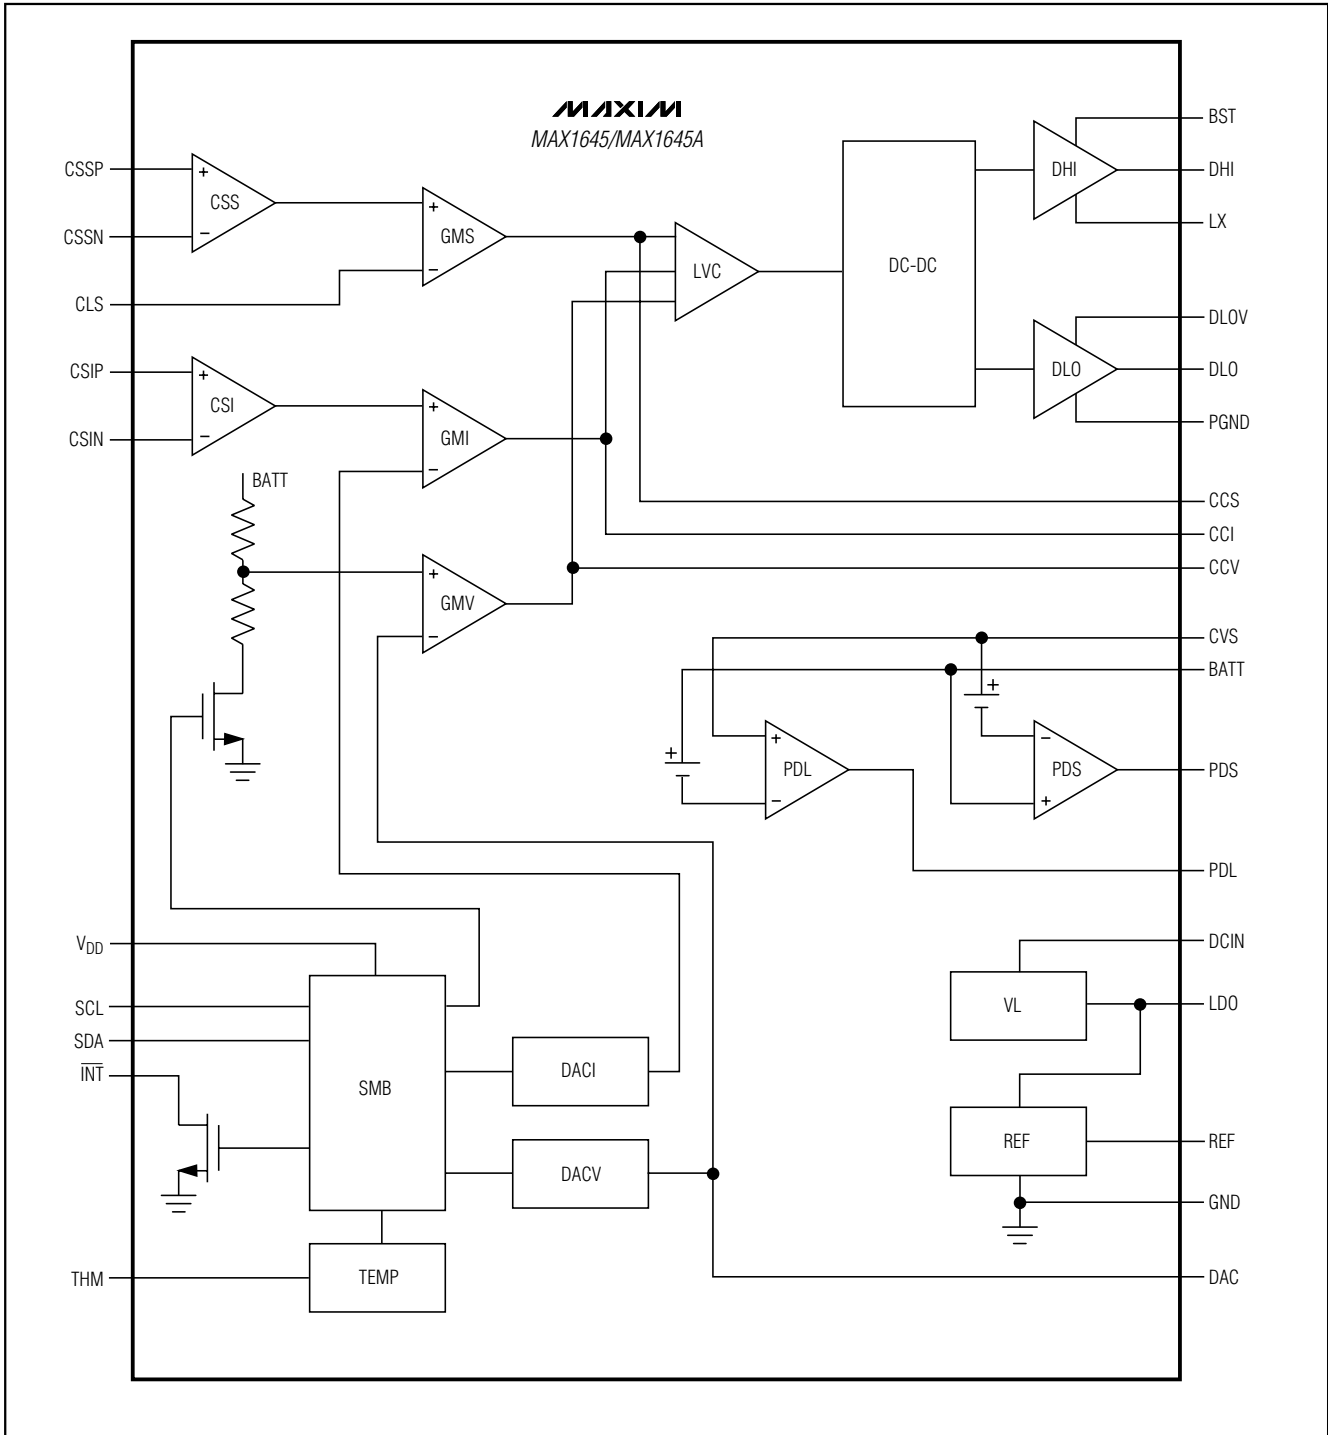 MAXIM
MAX1645/MAX1645A
CSSP
+
CSS
CSSN
−
CLS
+
GMS
−
LVC
DC-DC
DHI
BST
DHI
LX
DLO
DLOV
DLO
PGND
CSIP
+
CSI
CSIN
−
+
GMI
−
BATT
+
GMV
−
CCS
CCI
CCV
CVS
BATT
+
+
PDL
−
+
−
PDS
+
PDS
PDL
VDD
SCL
SDA
INT
SMB
DACI
DACV
THM
TEMP
DCIN
VL
LDO
REF
REF
GND
DAC